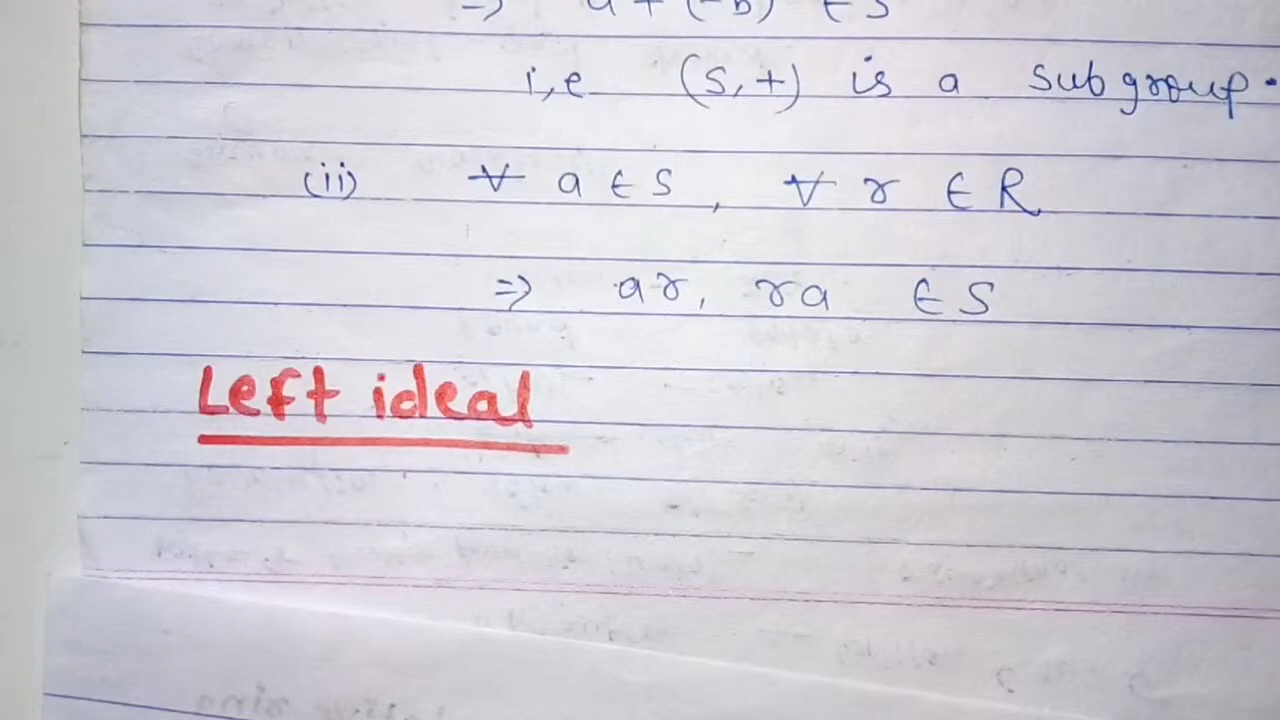 => a + (-b) ∈ S
i,e (S,+) is a subgroup.
(ii) ∀ a ∈ S, ∀ r ∈ R
=> ar, ra ∈ S
Left ideal